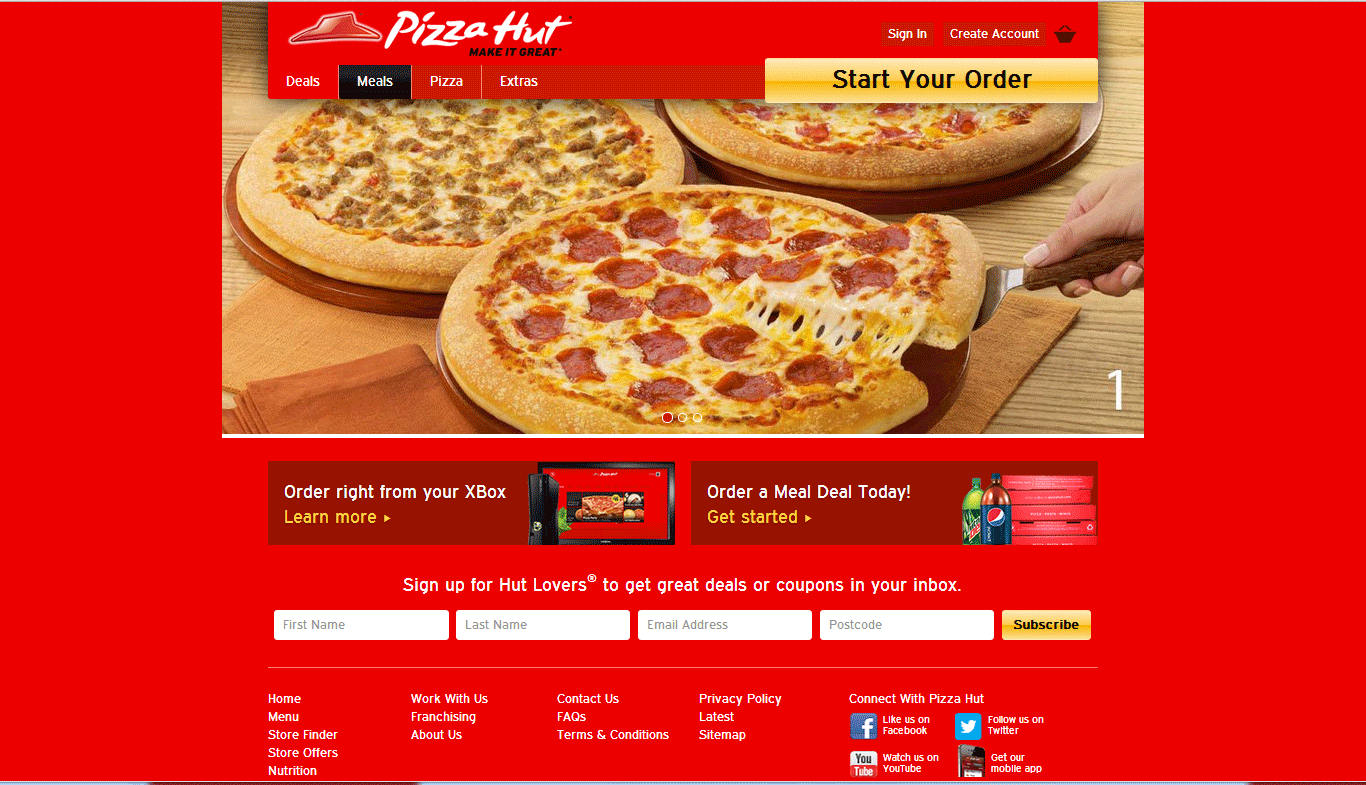 Pizza Hut
MAKE IT GREAT
Sign In
Create Account
Deals
Meals
Pizza
Extras
Start Your Order
1
Order right from your XBox
Learn more
Order a Meal Deal Today!
Get started
Sign up for Hut Lovers® to get great deals or coupons in your inbox.
First Name
Last Name
Email Address
Postcode
Subscribe
Home
Menu
Store Finder
Store Offers
Nutrition
Work With Us
Franchising
About Us
Contact Us
FAQs
Terms & Conditions
Privacy Policy
Latest
Sitemap
Connect With Pizza Hut
Like us on
Facebook
Follow us on
Twitter
You
Tube
Watch us on
YouTube
Get our
mobile app